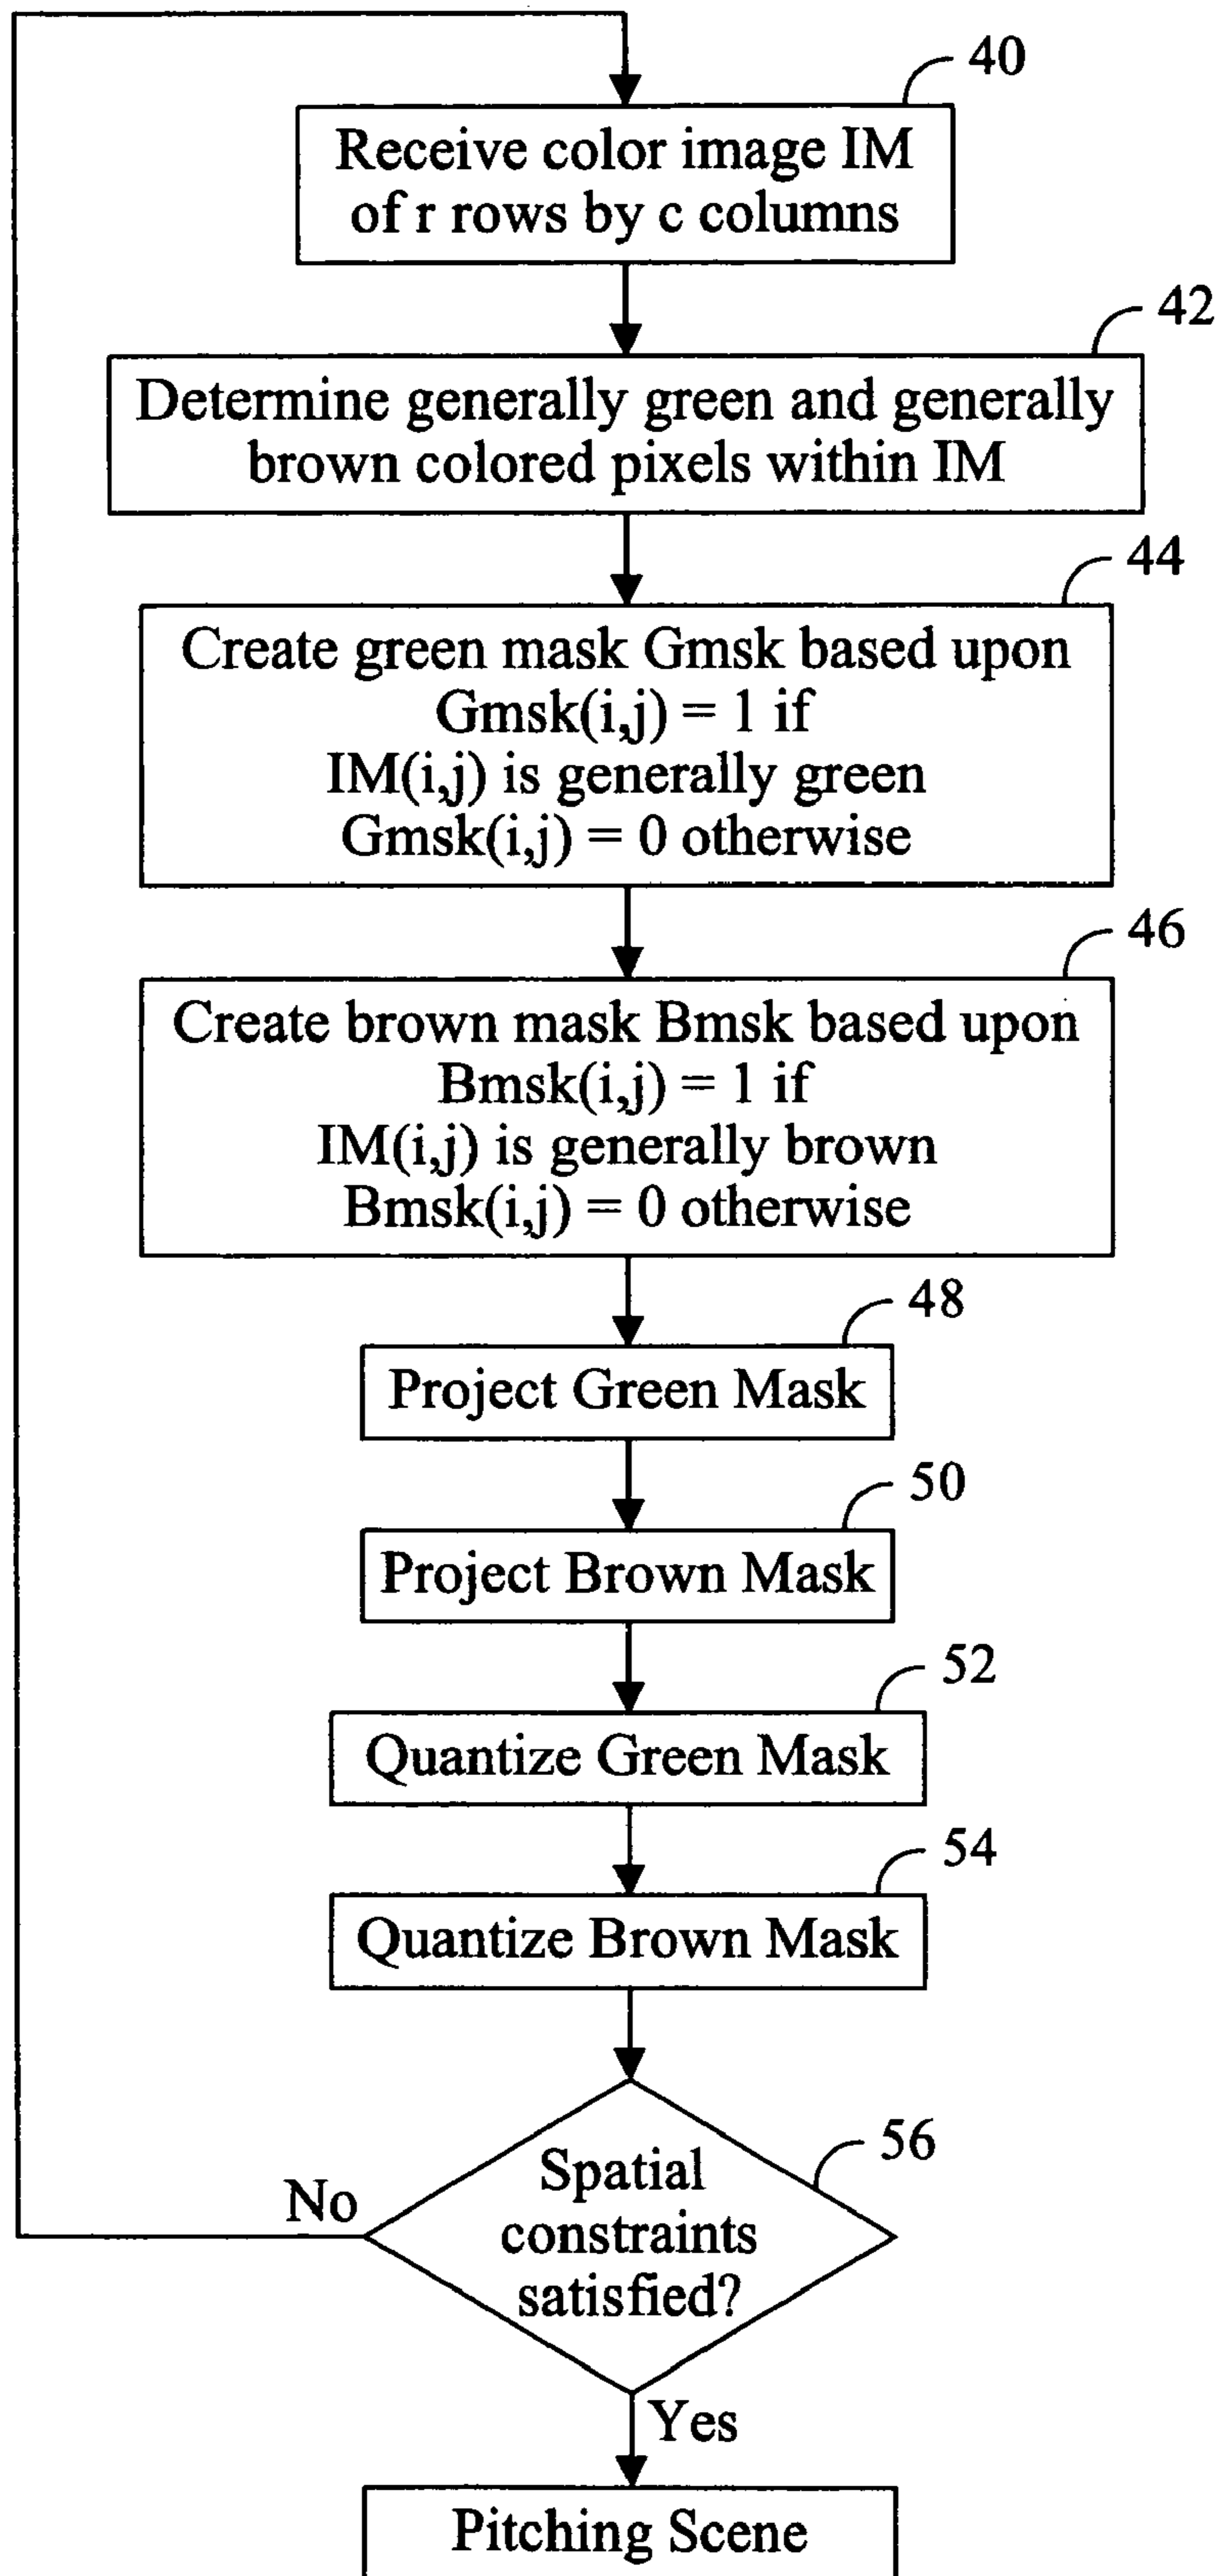 40
Receive color image IM
of r rows by c columns
42
Determine generally green and generally
brown colored pixels within IM
44
Create green mask Gmsk based upon
Gmsk(i,j) = 1 if
IM(i,j) is generally green
Gmsk(i,j) = 0 otherwise
46
Create brown mask Bmsk based upon
Bmsk(i,j) = 1 if
IM(i,j) is generally brown
Bmsk(i,j) = 0 otherwise
48
Project Green Mask
50
Project Brown Mask
52
Quantize Green Mask
54
Quantize Brown Mask
56
Spatial
constraints
satisfied?
No
Yes
Pitching Scene